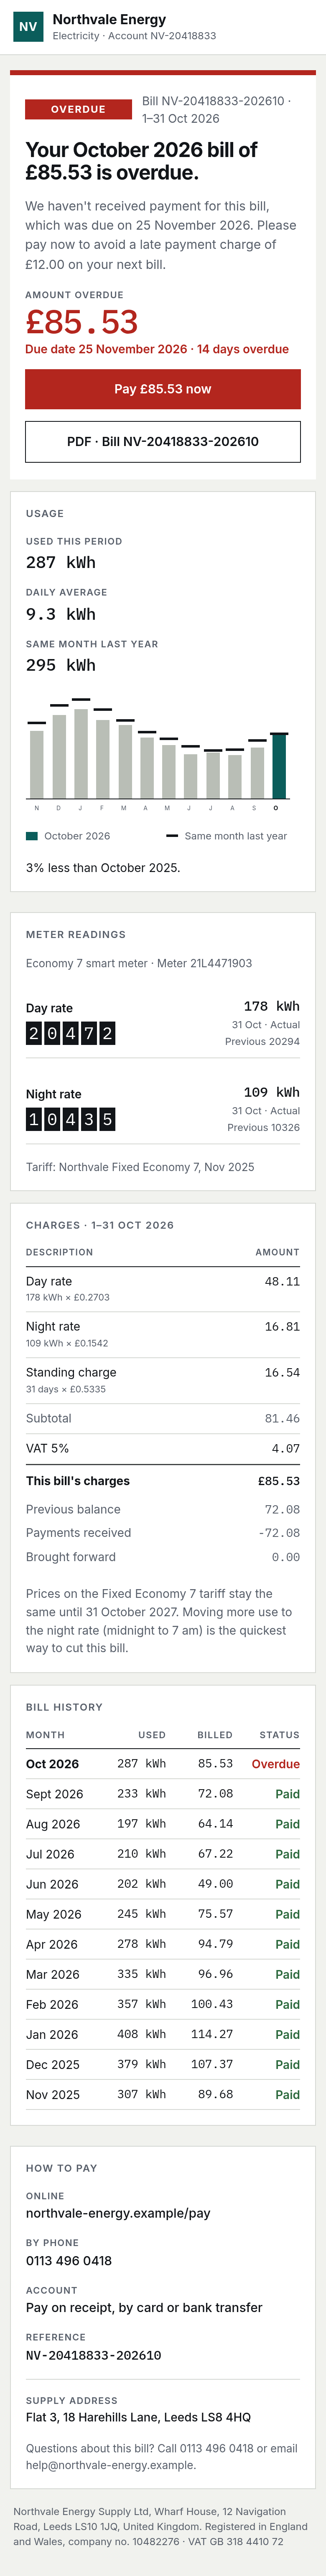 NV
Northvale Energy
Electricity · Account NV-20418833
OVERDUE
Bill NV-20418833-202610 ·
1–31 Oct 2026
Your October 2026 bill of
£85.53 is overdue.
We haven't received payment for this bill,
which was due on 25 November 2026. Please
pay now to avoid a late payment charge of
£12.00 on your next bill.
AMOUNT OVERDUE
£85.53
Due date 25 November 2026 · 14 days overdue
Pay £85.53 now
PDF · Bill NV-20418833-202610
USAGE
USED THIS PERIOD
287 kWh
DAILY AVERAGE
9.3 kWh
SAME MONTH LAST YEAR
295 kWh
N D J F M A M J J A S O
October 2026 Same month last year
3% less than October 2025.
METER READINGS
Economy 7 smart meter · Meter 21L4471903
Day rate
20472
178 kWh
31 Oct · Actual
Previous 20294
Night rate
10435
109 kWh
31 Oct · Actual
Previous 10326
Tariff: Northvale Fixed Economy 7, Nov 2025
CHARGES · 1–31 OCT 2026
DESCRIPTION AMOUNT
Day rate 48.11
178 kWh × £0.2703
Night rate 16.81
109 kWh × £0.1542
Standing charge 16.54
31 days × £0.5335
Subtotal 81.46
VAT 5% 4.07
This bill's charges £85.53
Previous balance 72.08
Payments received -72.08
Brought forward 0.00
Prices on the Fixed Economy 7 tariff stay the
same until 31 October 2027. Moving more use to
the night rate (midnight to 7 am) is the quickest
way to cut this bill.
BILL HISTORY
MONTH USED BILLED STATUS
Oct 2026 287 kWh 85.53 Overdue
Sept 2026 233 kWh 72.08 Paid
Aug 2026 197 kWh 64.14 Paid
Jul 2026 210 kWh 67.22 Paid
Jun 2026 202 kWh 49.00 Paid
May 2026 245 kWh 75.57 Paid
Apr 2026 278 kWh 94.79 Paid
Mar 2026 335 kWh 96.96 Paid
Feb 2026 357 kWh 100.43 Paid
Jan 2026 408 kWh 114.27 Paid
Dec 2025 379 kWh 107.37 Paid
Nov 2025 307 kWh 89.68 Paid
HOW TO PAY
ONLINE
northvale-energy.example/pay
BY PHONE
0113 496 0418
ACCOUNT
Pay on receipt, by card or bank transfer
REFERENCE
NV-20418833-202610
SUPPLY ADDRESS
Flat 3, 18 Harehills Lane, Leeds LS8 4HQ
Questions about this bill? Call 0113 496 0418 or email
help@northvale-energy.example.
Northvale Energy Supply Ltd, Wharf House, 12 Navigation
Road, Leeds LS10 1JQ, United Kingdom. Registered in England
and Wales, company no. 10482276 · VAT GB 318 4410 72